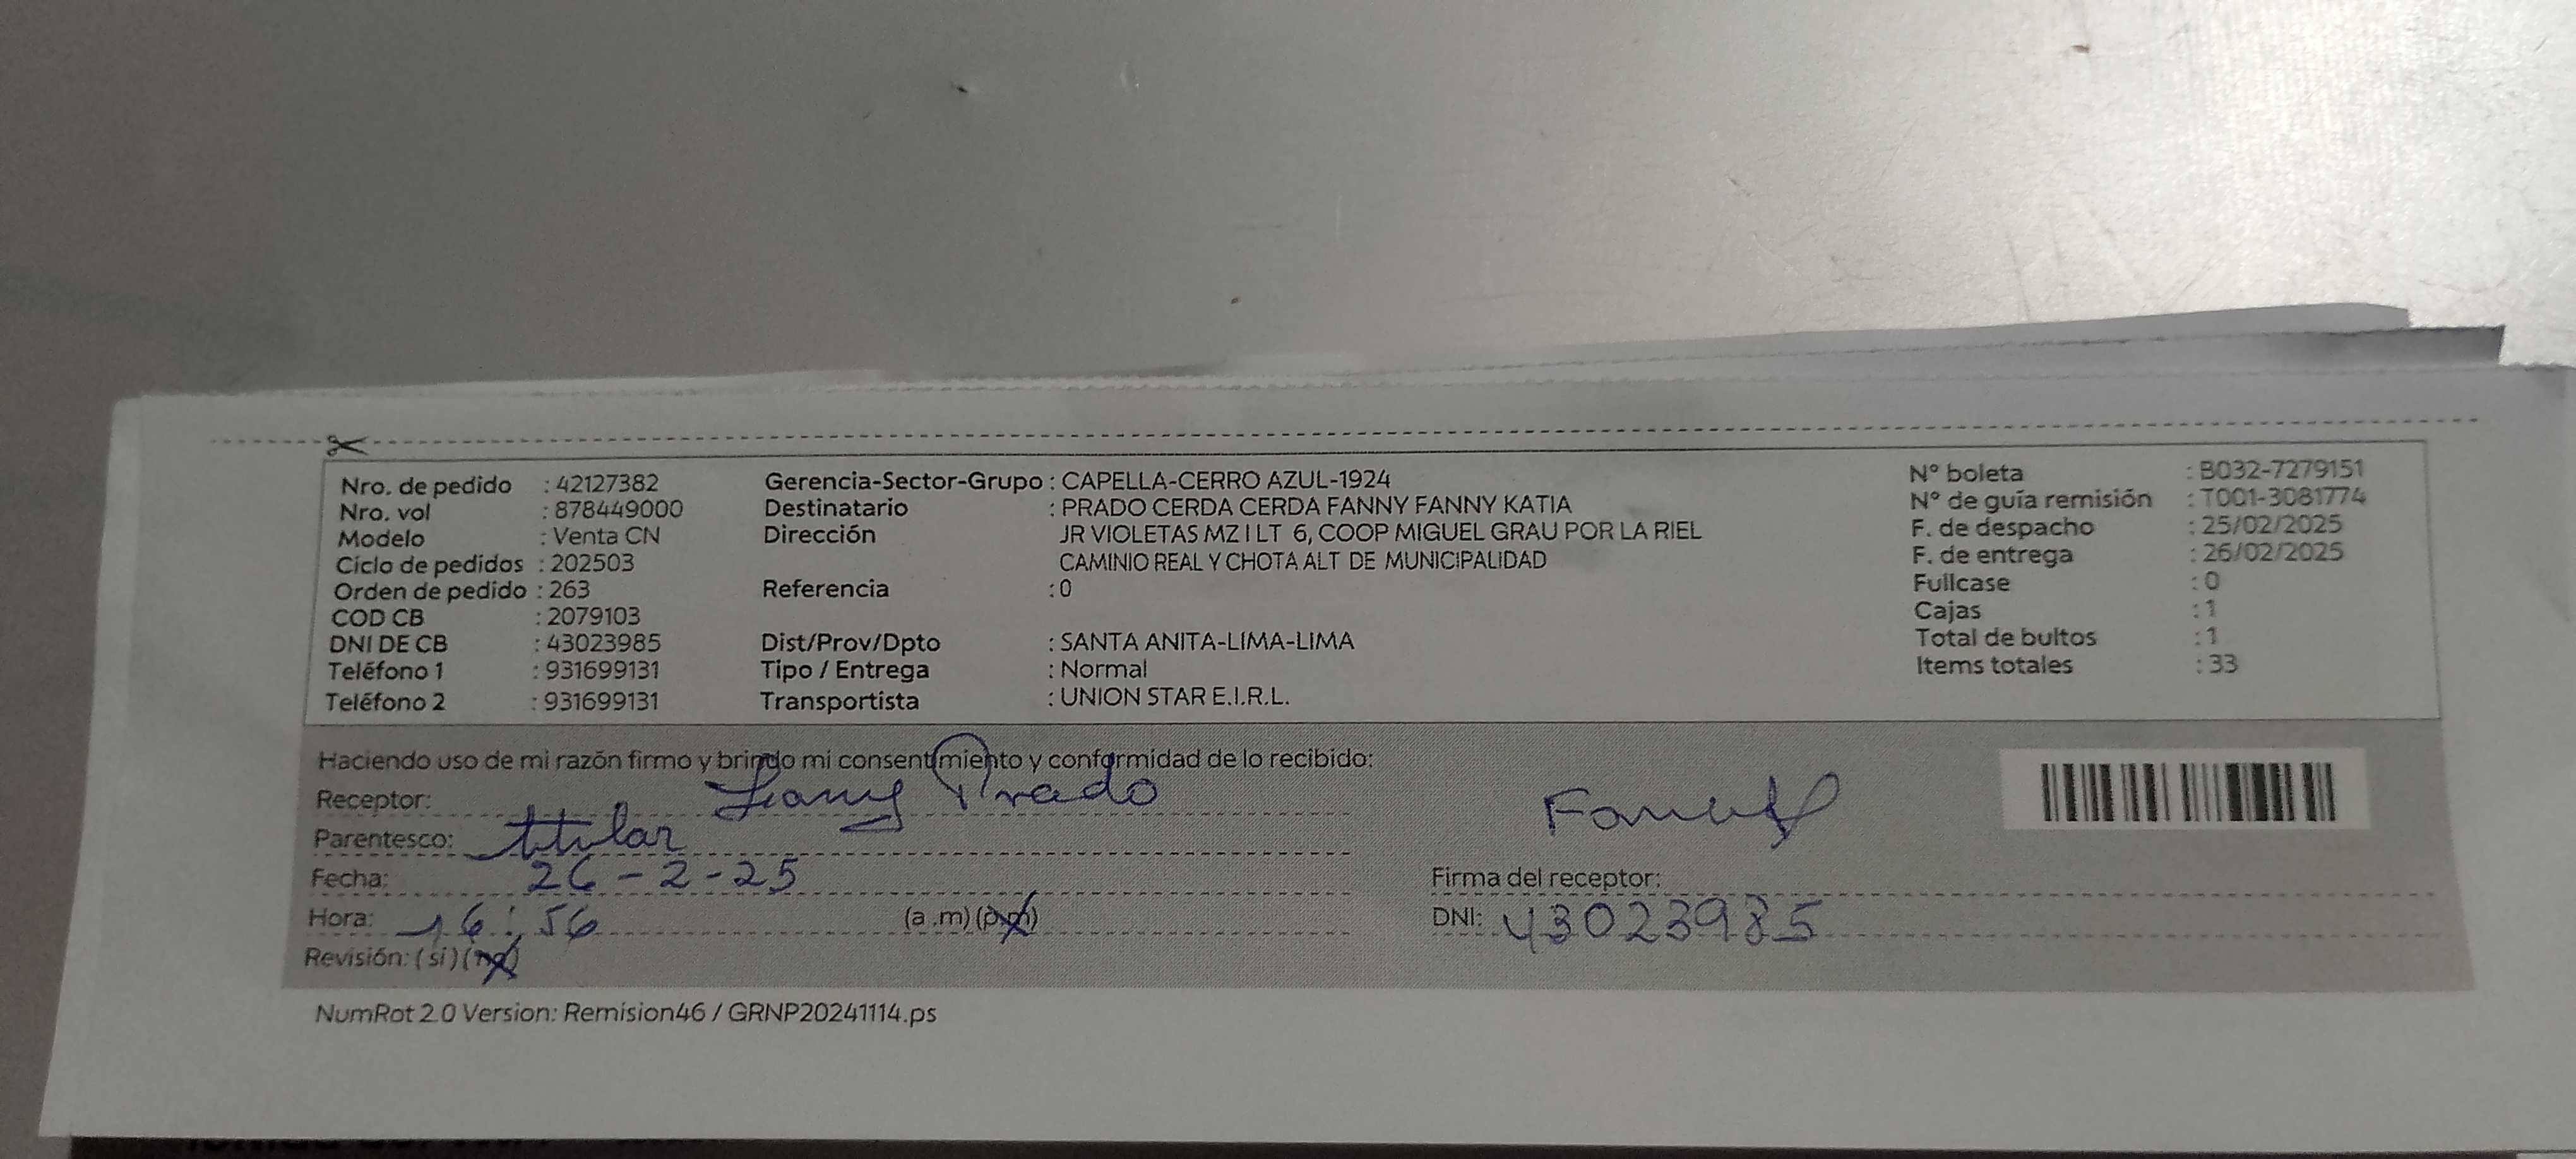 Nro. de pedido : 42127382
Nro. vol : 878449000
Modelo : Venta CN
Ciclo de pedidos : 202503
Orden de pedido : 263
COD CB : 2079103
DNI DE CB : 43023985
Teléfono 1 : 931699131
Teléfono 2 : 931699131
Gerencia-Sector-Grupo : CAPELLA-CERRO AZUL-1924
Destinatario : PRADO CERDA CERDA FANNY FANNY KATIA
Dirección JR VIOLETAS MZ I LT 6, COOP MIGUEL GRAU POR LA RIEL
CAMINIO REAL Y CHOTA ALT DE MUNICIPALIDAD
Referencia : 0
Dist/Prov/Dpto : SANTA ANITA-LIMA-LIMA
Tipo / Entrega : Normal
Transportista : UNION STAR E.I.R.L.
N° boleta : B032-7279151
N° de guía remisión : T001-3081774
F. de despacho : 25/02/2025
F. de entrega : 26/02/2025
Fullcase : 0
Cajas : 1
Total de bultos : 1
Items totales : 33
Haciendo uso de mi razón firmo y brindo mi consentimiento y conformidad de lo recibido:
Receptor: Prado
Parentesco: titular
Fecha: 26-2-25
Hora: 16:56 (a.m) (p.m)
Revisión: (si) (no)
Firma del receptor:
DNI: 43023985
NumRot 2.0 Version: Remision46 / GRNP20241114.ps